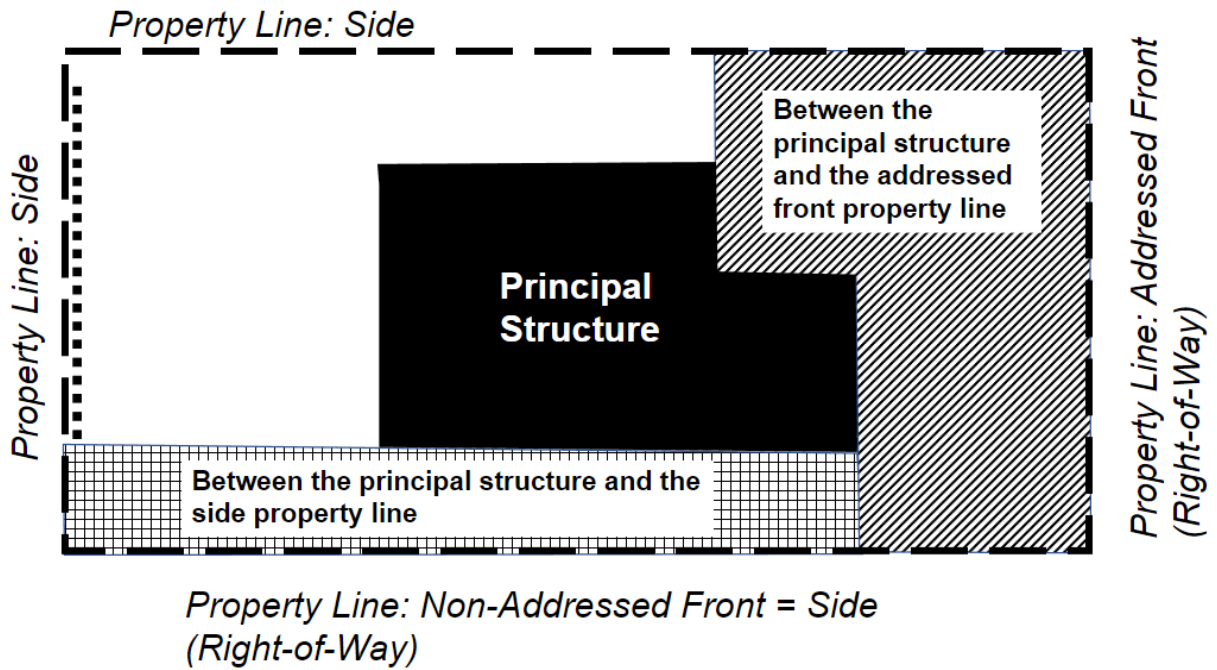 Property Line: Side
Between the
principal structure
and the addressed
front property line
Property Line: Side
Principal
Structure
Property Line: Addressed Front
(Right-of-Way)
Between the principal structure and the
side property line
Property Line: Non-Addressed Front = Side
(Right-of-Way)